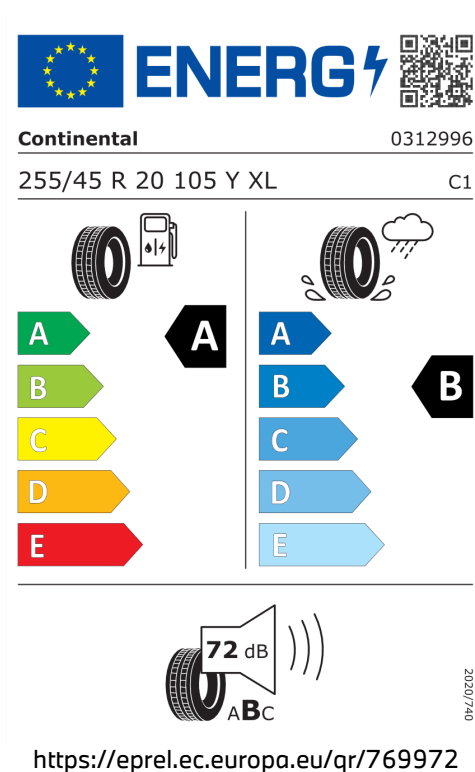 ENERG
Continental 0312996
255/45 R 20 105 Y XL C1
A A A
B B B
C C
D D
E E
72 dB
ABC
2020/740
https://eprel.ec.europa.eu/qr/769972